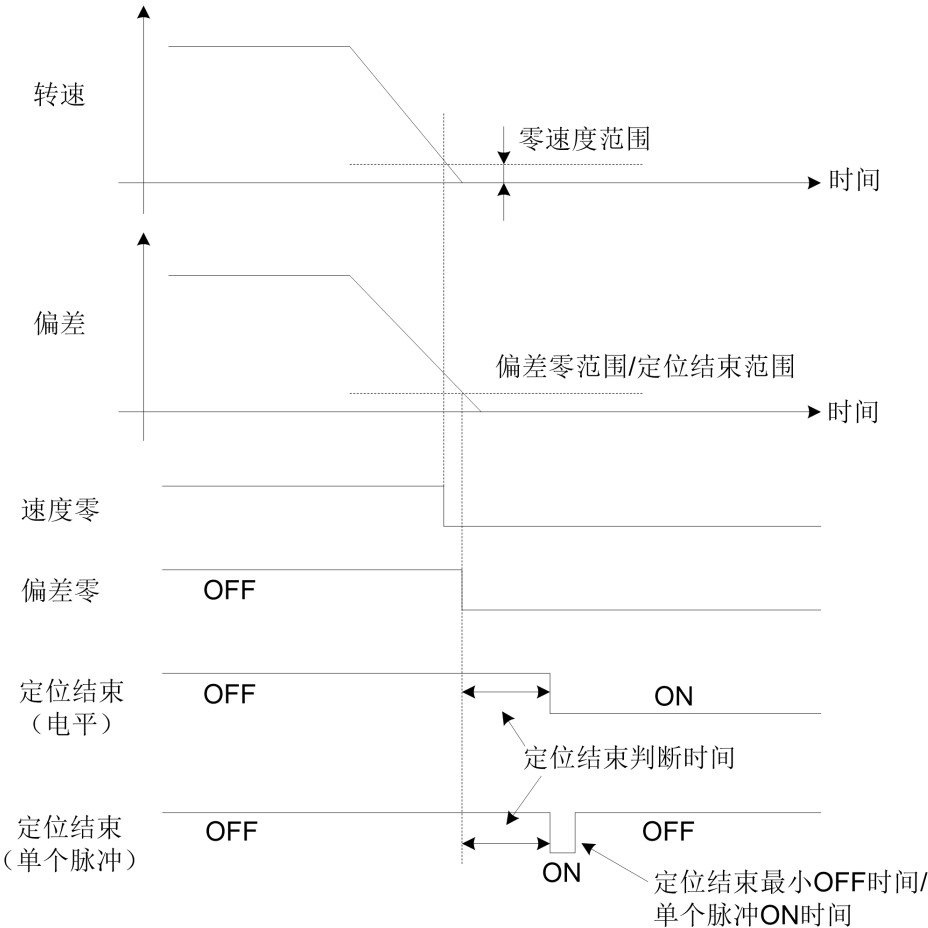 转速
零速度范围
时间
偏差
偏差零范围/定位结束范围
时间
速度零
偏差零
OFF
定位结束
（电平）
OFF
ON
定位结束判断时间
定位结束
（单个脉冲）
OFF
ON
OFF
定位结束最小OFF时间/
单个脉冲ON时间